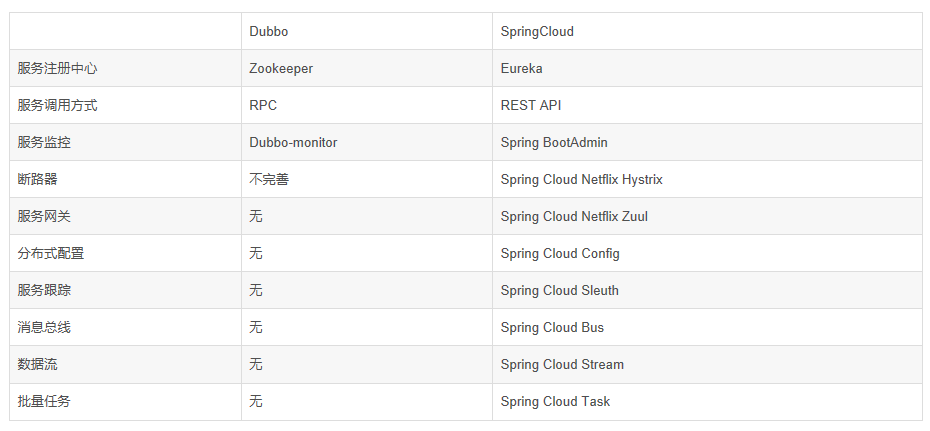 Dubbo SpringCloud
服务注册中心 Zookeeper Eureka
服务调用方式 RPC REST API
服务监控 Dubbo-monitor Spring BootAdmin
断路器 不完善 Spring Cloud Netflix Hystrix
服务网关 无 Spring Cloud Netflix Zuul
分布式配置 无 Spring Cloud Config
服务跟踪 无 Spring Cloud Sleuth
消息总线 无 Spring Cloud Bus
数据流 无 Spring Cloud Stream
批量任务 无 Spring Cloud Task